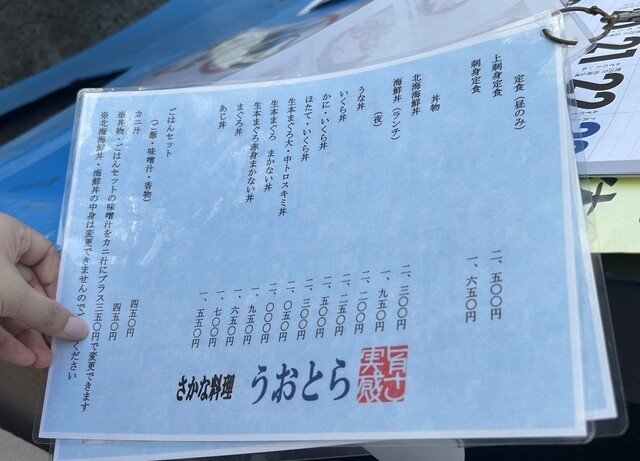 定食（昼のみ）
上刺身定食 二、五〇〇円
刺身定食 一、六五〇円
丼物
北海海鮮丼 二、三〇〇円
海鮮丼（ランチ） 一、九五〇円
（夜） 二、二〇〇円
うな丼 二、二五〇円
いくら丼 二、五〇〇円
かに・いくら丼 二、三〇〇円
ほたて・いくら丼 二、〇五〇円
生本まぐろ大・中トロスキミ丼 二、〇〇〇円
生本まぐろ まかない丼 一、九五〇円
生本まぐろ赤身まかない丼 一、六五〇円
まぐろ丼 一、七〇〇円
あじ丼 一、五五〇円
ごはんセット
（ご飯・味噌汁・香物） 四五〇円
カニ汁 四五〇円
※丼物・ごはんセットの味噌汁をカニ汁にプラス三五〇円で変更できます
※北海海鮮丼・海鮮丼の中身は変更できませんのでご
ください
さかな料理 うおとら
22